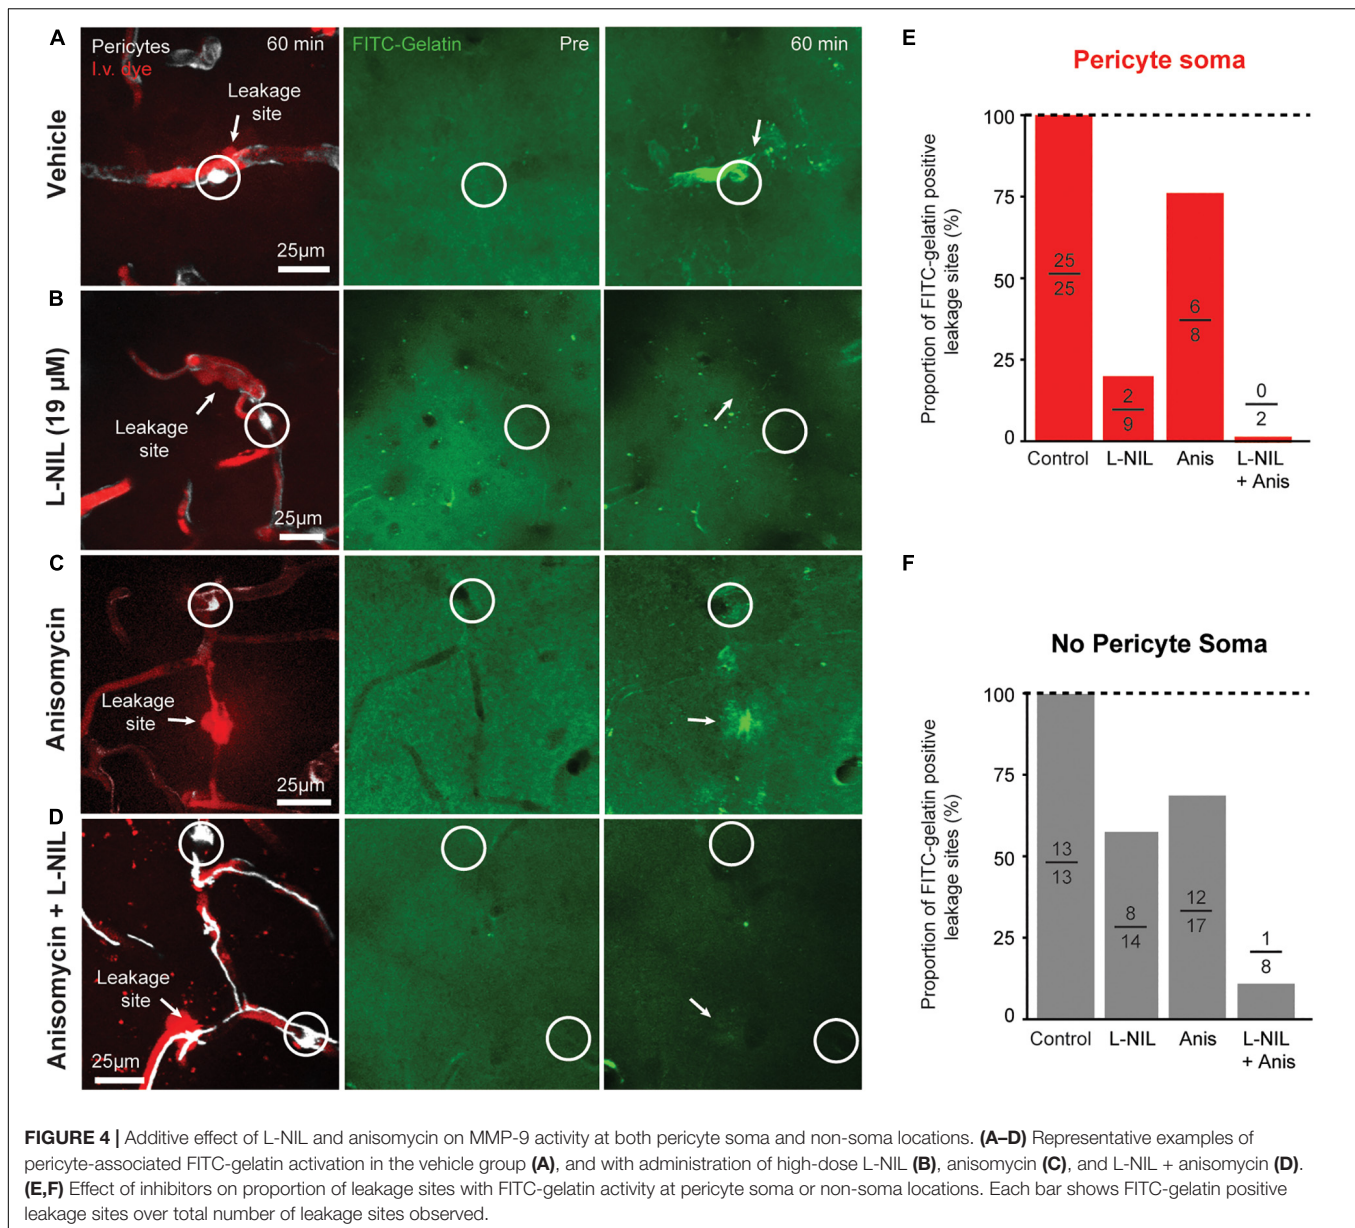 A
Vehicle
Pericytes
I.v. dye
60 min
Leakage
site
25µm
FITC-Gelatin
Pre
60 min
B
L-NIL (19 µM)
Leakage
site
25µm
C
Anisomycin
Leakage
site
25µm
D
Anisomycin + L-NIL
Leakage
site
25µm
E
Pericyte soma
Proportion of FITC-gelatin positive
leakage sites (%)
100
75
50
25
0
25
25
2
9
6
8
0
2
Control
L-NIL
Anis
L-NIL
+ Anis
F
No Pericyte Soma
Proportion of FITC-gelatin positive
leakage sites (%)
100
75
50
25
0
13
13
8
14
12
17
1
8
Control
L-NIL
Anis
L-NIL
+ Anis
FIGURE 4 | Additive effect of L-NIL and anisomycin on MMP-9 activity at both pericyte soma and non-soma locations. (A–D) Representative examples of
pericyte-associated FITC-gelatin activation in the vehicle group (A), and with administration of high-dose L-NIL (B), anisomycin (C), and L-NIL + anisomycin (D).
(E,F) Effect of inhibitors on proportion of leakage sites with FITC-gelatin activity at pericyte soma or non-soma locations. Each bar shows FITC-gelatin positive
leakage sites over total number of leakage sites observed.